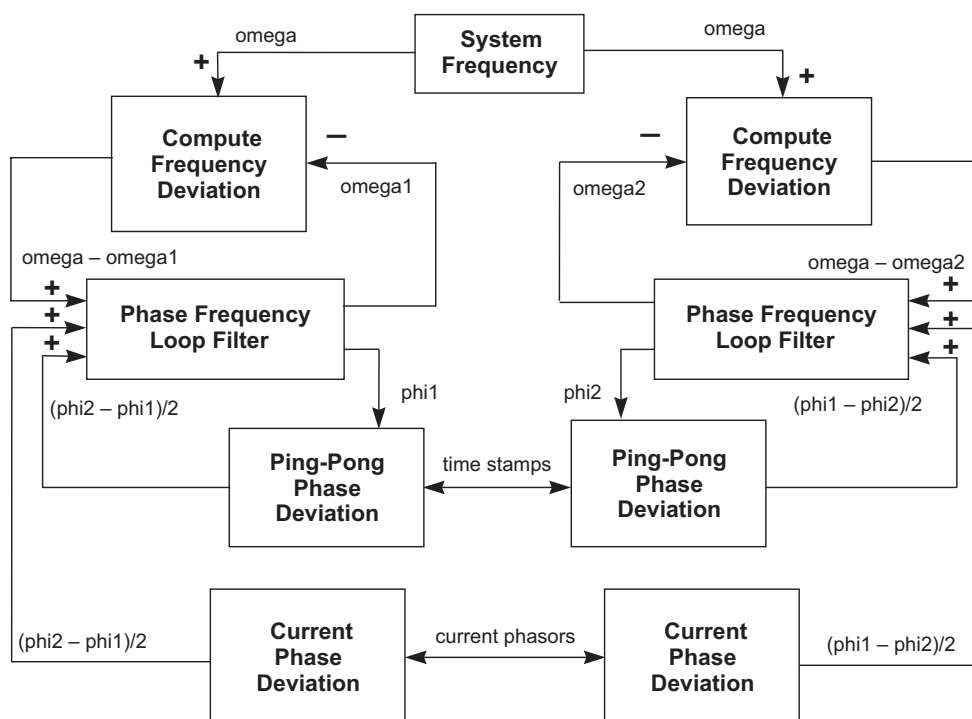 omega
System
Frequency
omega
+
+
Compute
Frequency
Deviation
–
–
Compute
Frequency
Deviation
omega1
omega2
omega – omega1
omega – omega2
+
+
+
Phase Frequency
Loop Filter
Phase Frequency
Loop Filter
+
+
+
(phi2 – phi1)/2
phi1
phi2
(phi1 – phi2)/2
Ping-Pong
Phase
Deviation
time stamps
Ping-Pong
Phase
Deviation
(phi2 – phi1)/2
Current
Phase
Deviation
current phasors
Current
Phase
Deviation
(phi1 – phi2)/2